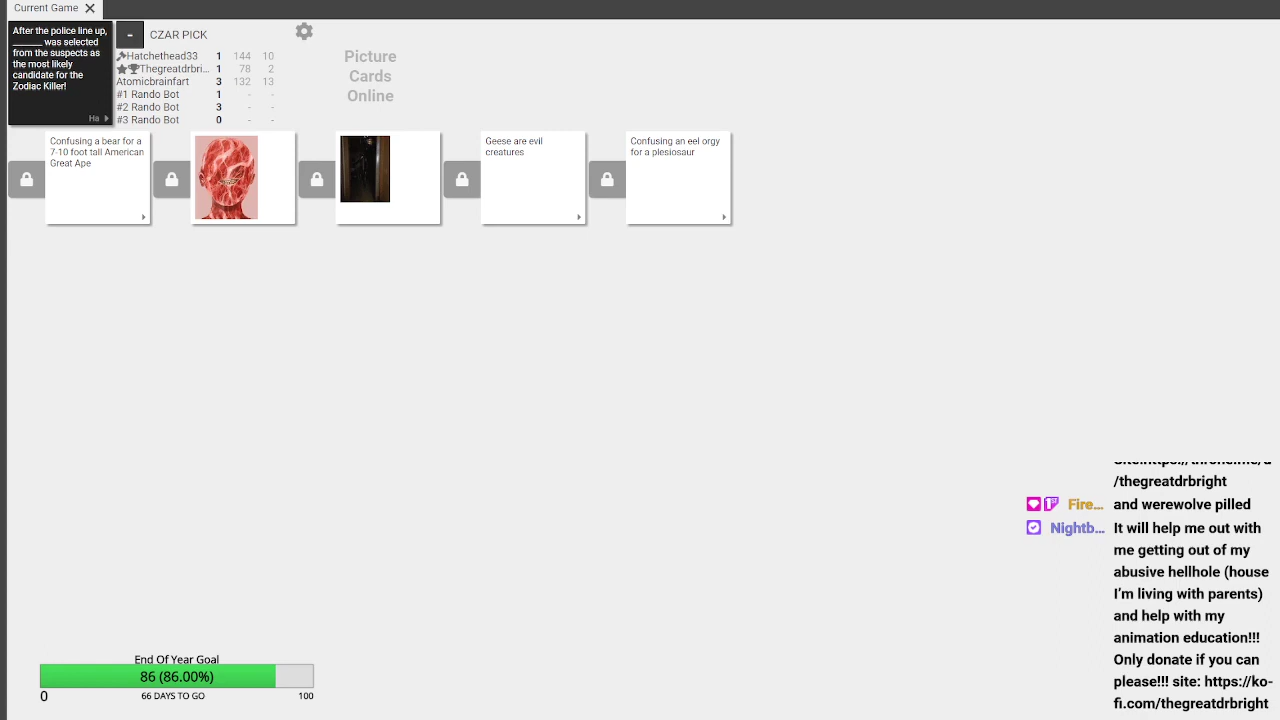 Current Game
After the police line up,
_____ was selected
from the suspects as
the most likely
candidate for the
Zodiac Killer!
Ha
-
CZAR PICK
Hatchethead33 1 144 10
Thegreatdrbri... 1 78 2
Atomicbrainfart 3 132 13
#1 Rando Bot 1 - -
#2 Rando Bot 3 - -
#3 Rando Bot 0 - -
Picture
Cards
Online
Confusing a bear for a
7-10 foot tall American
Great Ape
Geese are evil
creatures
Confusing an eel orgy
for a plesiosaur
/thegreatdrbright
Fire... and werewolve pilled
Nightb... It will help me out with
me getting out of my
abusive hellhole (house
I'm living with parents)
and help with my
animation education!!!
Only donate if you can
please!!! site: https://ko-
fi.com/thegreatdrbright
End Of Year Goal
86 (86.00%)
0 66 DAYS TO GO 100